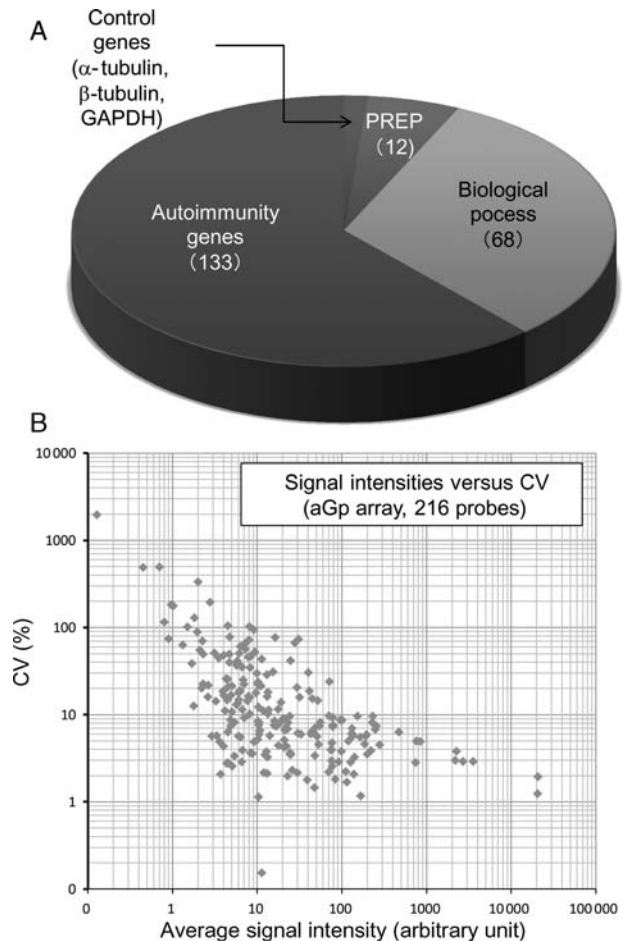 A
Control
genes
(α-tubulin,
β-tubulin,
GAPDH)
PREP
(12)
Biological
pocess
(68)
Autoimmunity
genes
(133)
B
Signal intensities versus CV
(aGp array, 216 probes)
CV (%)
10 000
1000
100
10
1
0
0 1 10 100 1000 10 000 100 000
Average signal intensity (arbitrary unit)